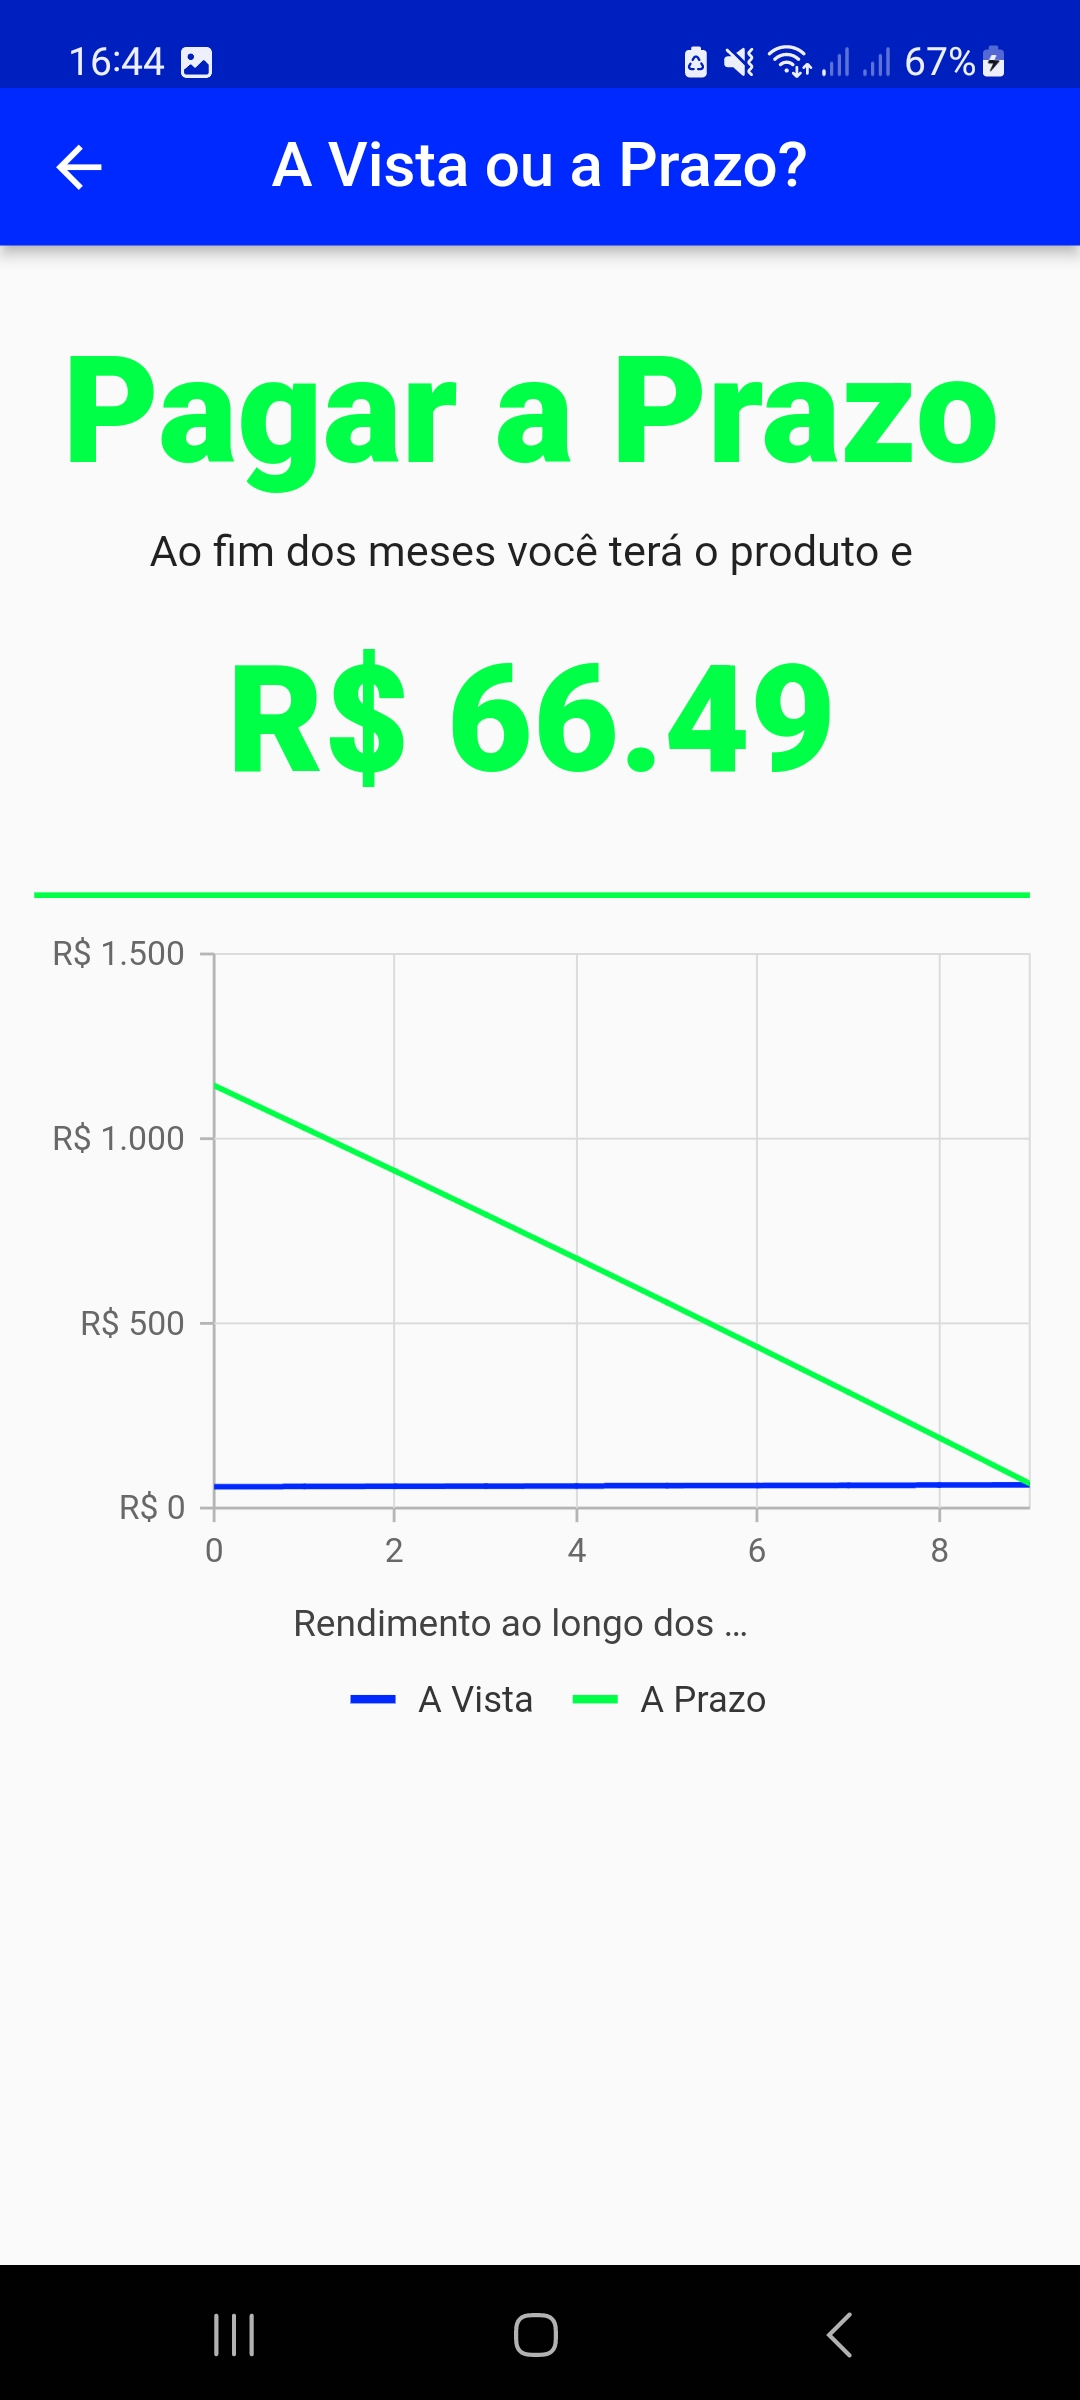 16:44 67%
A Vista ou a Prazo?
Pagar a Prazo
Ao fim dos meses você terá o produto e
R$ 66.49
R$ 1.500
R$ 1.000
R$ 500
R$ 0
0 2 4 6 8
Rendimento ao longo dos ...
A Vista A Prazo